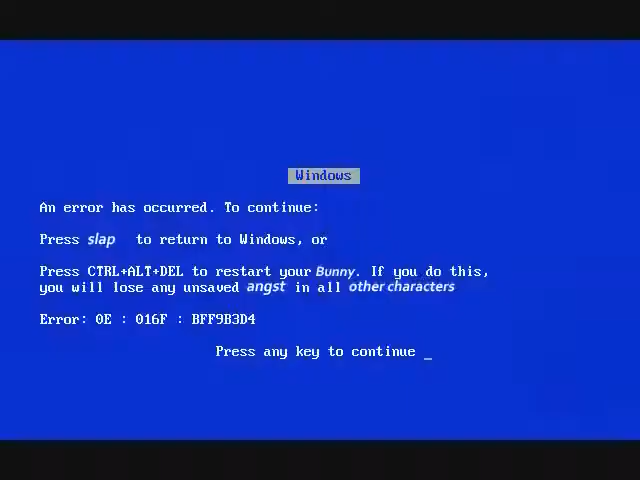 Windows
An error has occurred. To continue:
Press slap to return to Windows, or
Press CTRL+ALT+DEL to restart your Bunny. If you do this,
you will lose any unsaved angst in all other characters
Error: 0E : 016F : BFF9B3D4
Press any key to continue _